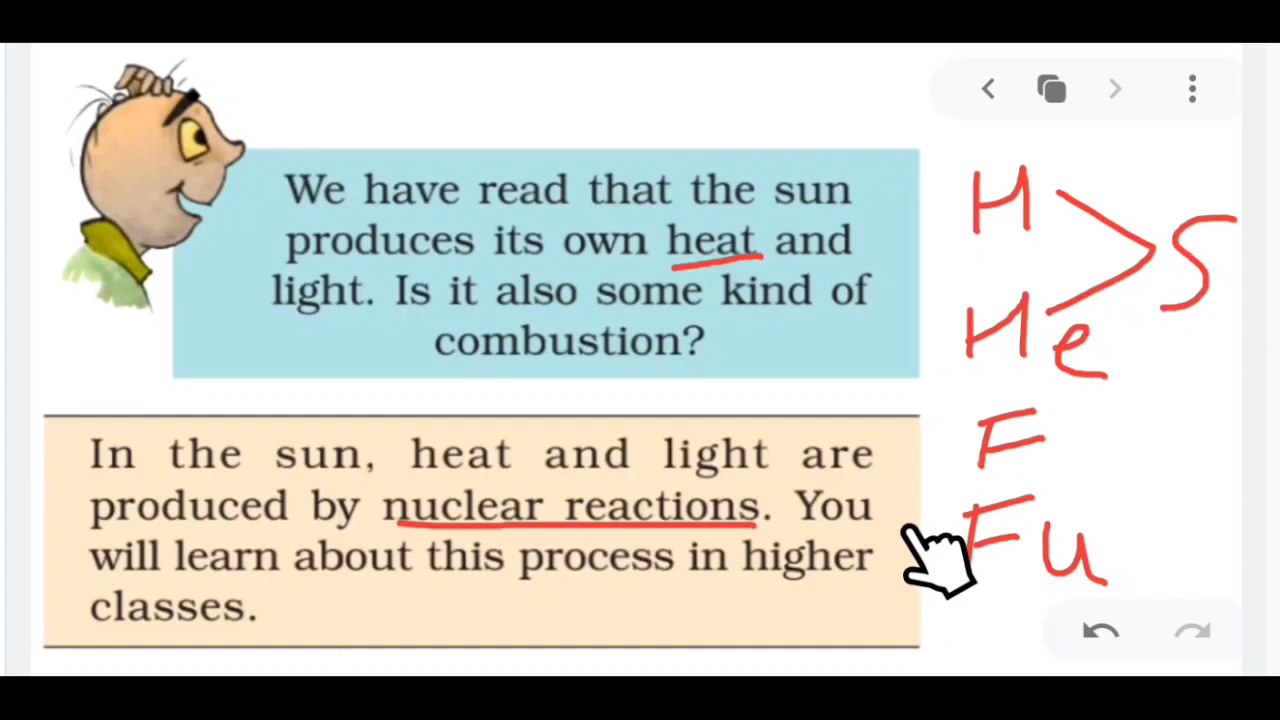 We have read that the sun
produces its own heat and
light. Is it also some kind of
combustion?
In the sun, heat and light are
produced by nuclear reactions. You
will learn about this process in higher
classes.
H
S
He
F
Fu